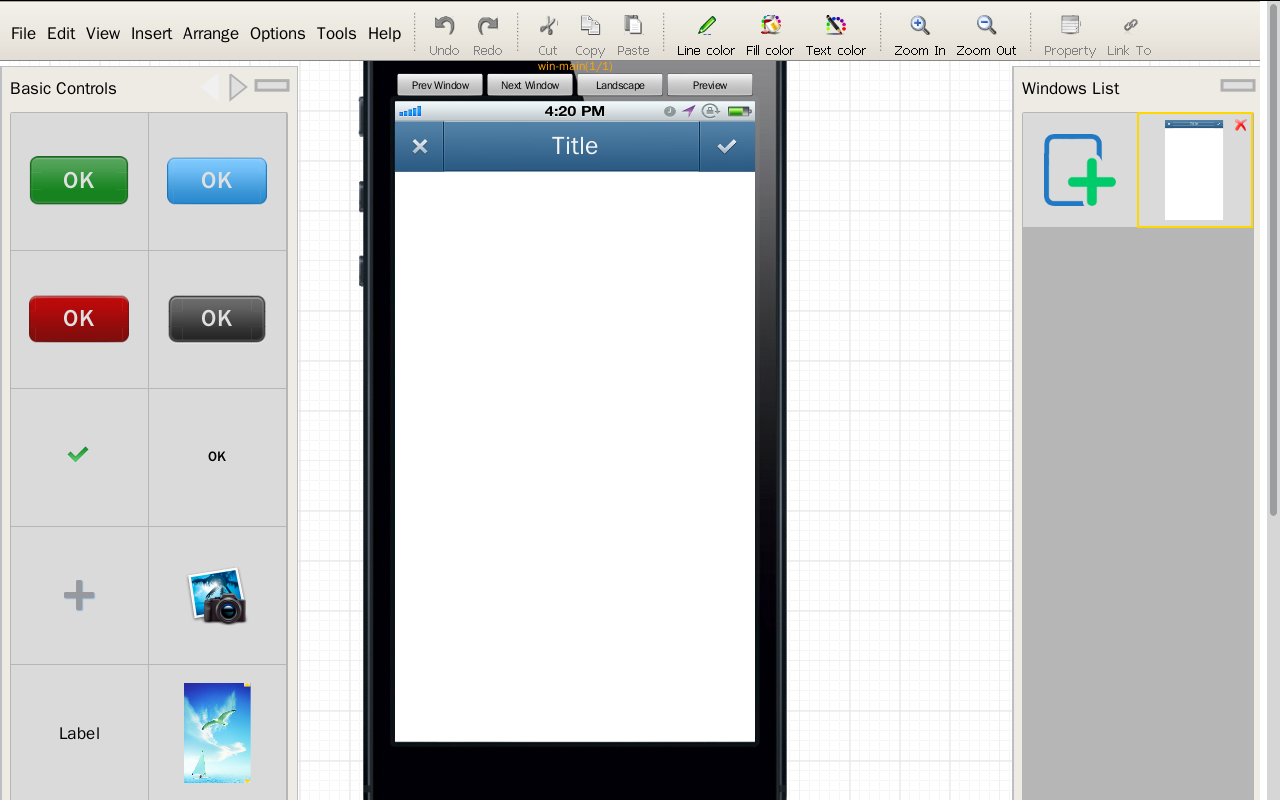 File Edit View Insert Arrange Options Tools Help
Undo Redo Cut Copy Paste Line color Fill color Text color Zoom In Zoom Out Property Link To
win-main(1/1)
Basic Controls
Prev Window Next Window Landscape Preview
Windows List
4:20 PM
Title
OK OK
OK OK
OK
Label